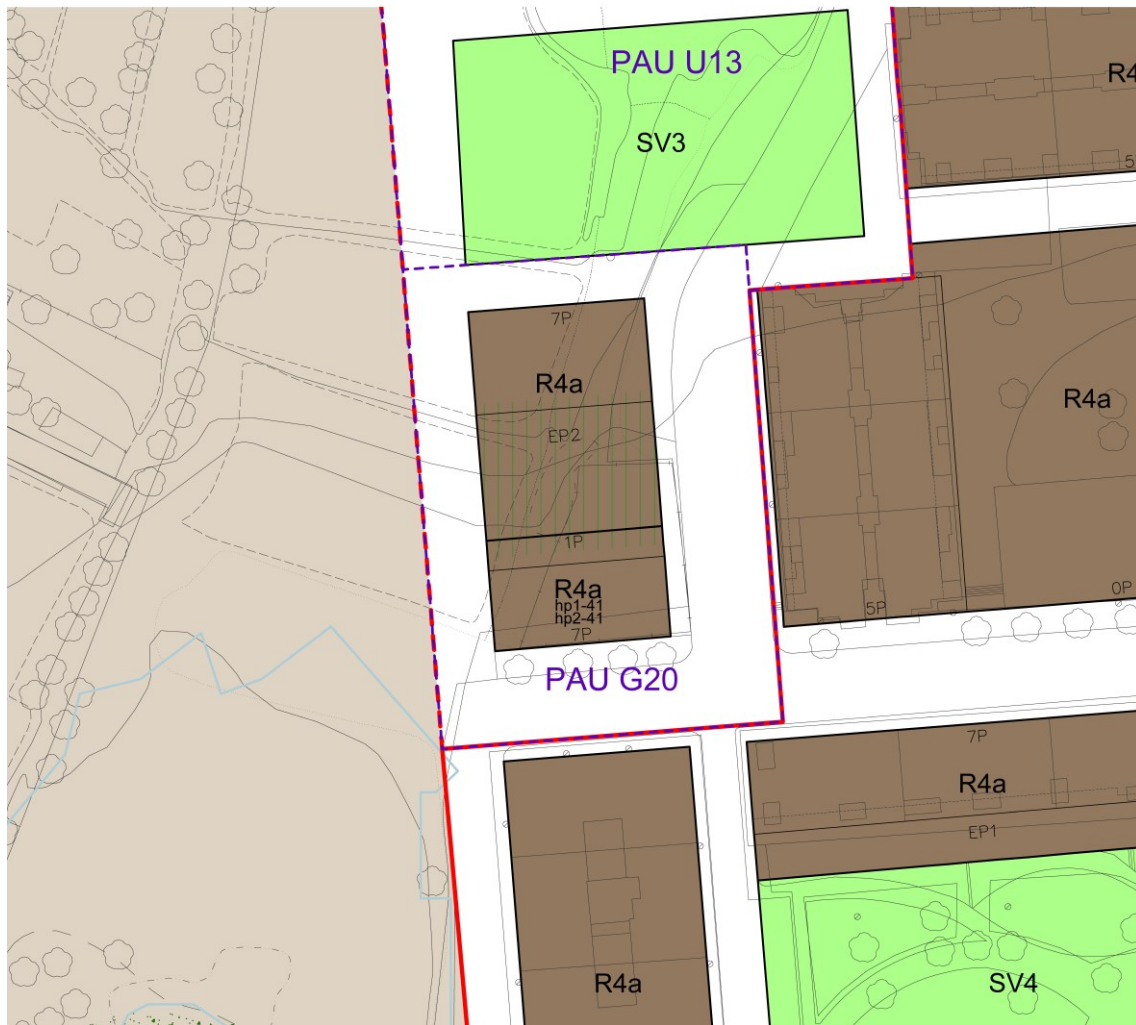 PAU U13
R4
SV3
5
7P
R4a
EP2
R4a
1P
R4a
hp1-41
hp2-41
7P
5P
0P
PAU G20
7P
R4a
EP1
R4a
SV4